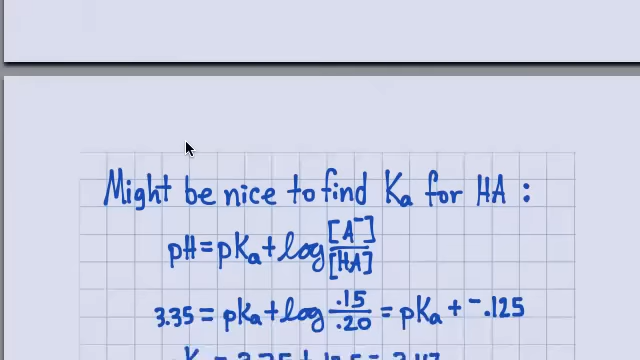 Might be nice to find Ka for HA :
pH = pKa + log [A⁻]/[HA]
3.35 = pKa + log .15/.20 = pKa + -.125